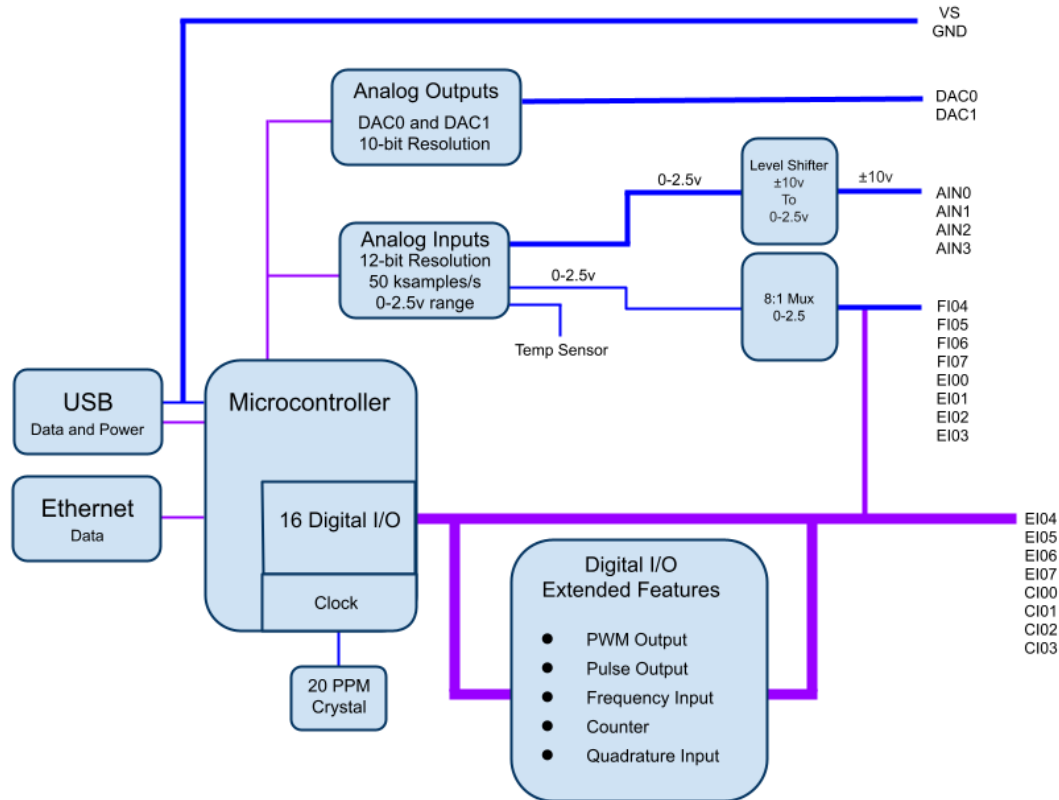 VS
GND
Analog Outputs
DAC0 and DAC1
10-bit Resolution
DAC0
DAC1
Level Shifter
±10v
To
0-2.5v
0-2.5v
±10v
AIN0
AIN1
AIN2
AIN3
Analog Inputs
12-bit Resolution
50 ksamples/s
0-2.5v range
0-2.5v
8:1 Mux
0-2.5
Temp Sensor
FI04
FI05
FI06
FI07
EI00
EI01
EI02
EI03
USB
Data and Power
Microcontroller
Ethernet
Data
16 Digital I/O
Clock
20 PPM
Crystal
Digital I/O
Extended Features
● PWM Output
● Pulse Output
● Frequency Input
● Counter
● Quadrature Input
EI04
EI05
EI06
EI07
CI00
CI01
CI02
CI03